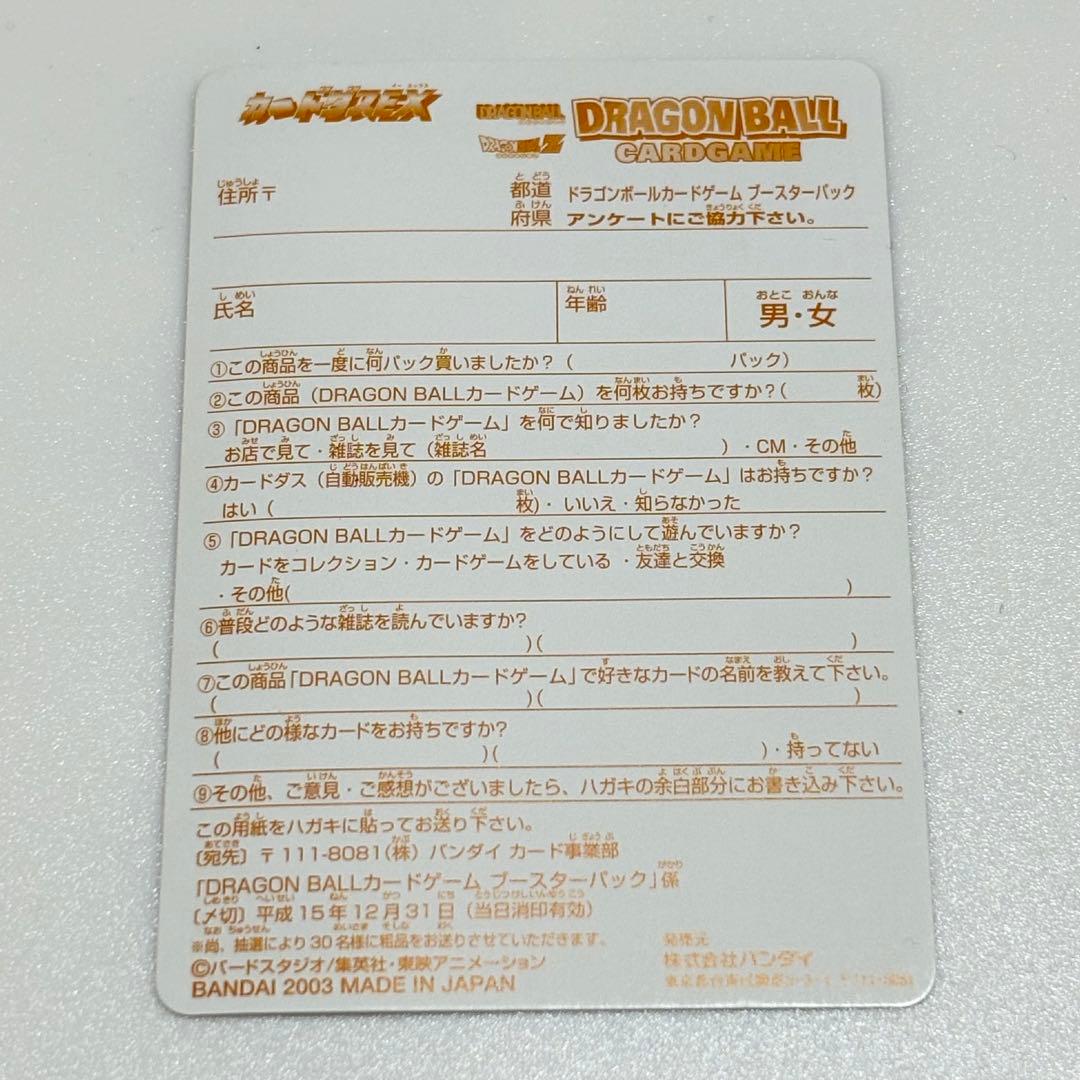 カードダスEX
DRAGONBALL
DRAGON BALL Z
DRAGON BALL
CARDGAME
住所〒 都道府県
ドラゴンボールカードゲーム ブースターパック
アンケートにご協力下さい。
氏名 年齢 男・女
①この商品を一度に何パック買いましたか？（ パック）
②この商品（DRAGON BALLカードゲーム）を何枚お持ちですか？( 枚)
③「DRAGON BALLカードゲーム」を何で知りましたか？
お店で見て・雑誌を見て（雑誌名 ）・CM・その他
④カードダス（自動販売機）の「DRAGON BALLカードゲーム」はお持ちですか？
はい（ 枚)・いいえ・知らなかった
⑤「DRAGON BALLカードゲーム」をどのようにして遊んでいますか？
カードをコレクション・カードゲームをしている ・友達と交換
・その他( )
⑥普段どのような雑誌を読んでいますか？
( )( )
⑦この商品「DRAGON BALLカードゲーム」で好きなカードの名前を教えて下さい。
( )( )
⑧他にどの様なカードをお持ちですか？
( )( )・持ってない
⑨その他、ご意見・ご感想がございましたら、ハガキの余白部分にお書き込み下さい。
この用紙をハガキに貼ってお送り下さい。
〔宛先〕〒111-8081(株）バンダイ カード事業部
「DRAGON BALLカードゲーム ブースターパック」係
〔〆切〕平成15年12月31日（当日消印有効）
※尚、抽選により30名様に粗品をお送りさせていただきます。
©バードスタジオ/集英社・東映アニメーション
BANDAI 2003 MADE IN JAPAN
発売元
株式会社バンダイ